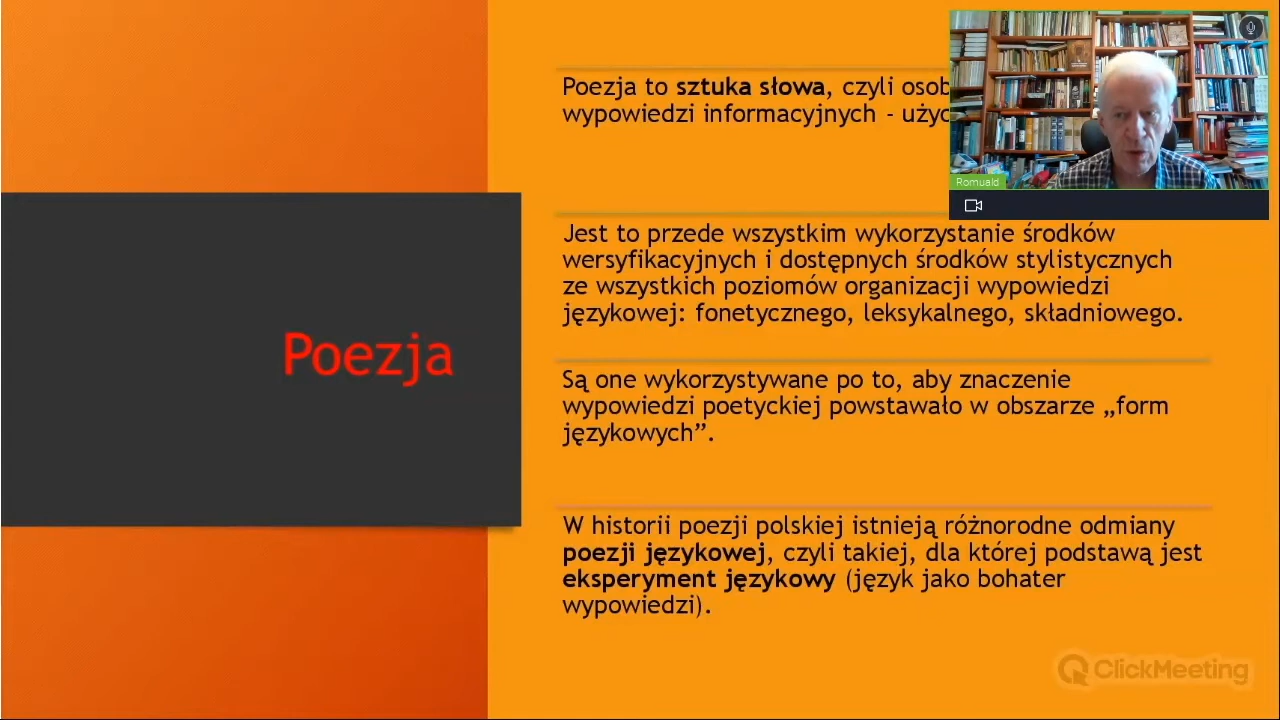 Poezja to sztuka słowa, czyli
wypowiedzi informacyjnych -
Romuald
Jest to przede wszystkim wykorzystanie środków
wersyfikacyjnych i dostępnych środków stylistycznych
ze wszystkich poziomów organizacji wypowiedzi
językowej: fonetycznego, leksykalnego, składniowego.
Poezja
Są one wykorzystywane po to, aby znaczenie
wypowiedzi poetyckiej powstawało w obszarze „form
językowych”.
W historii poezji polskiej istnieją różnorodne odmiany
poezji językowej, czyli takiej, dla której podstawą jest
eksperyment językowy (język jako bohater
wypowiedzi).
ClickMeeting